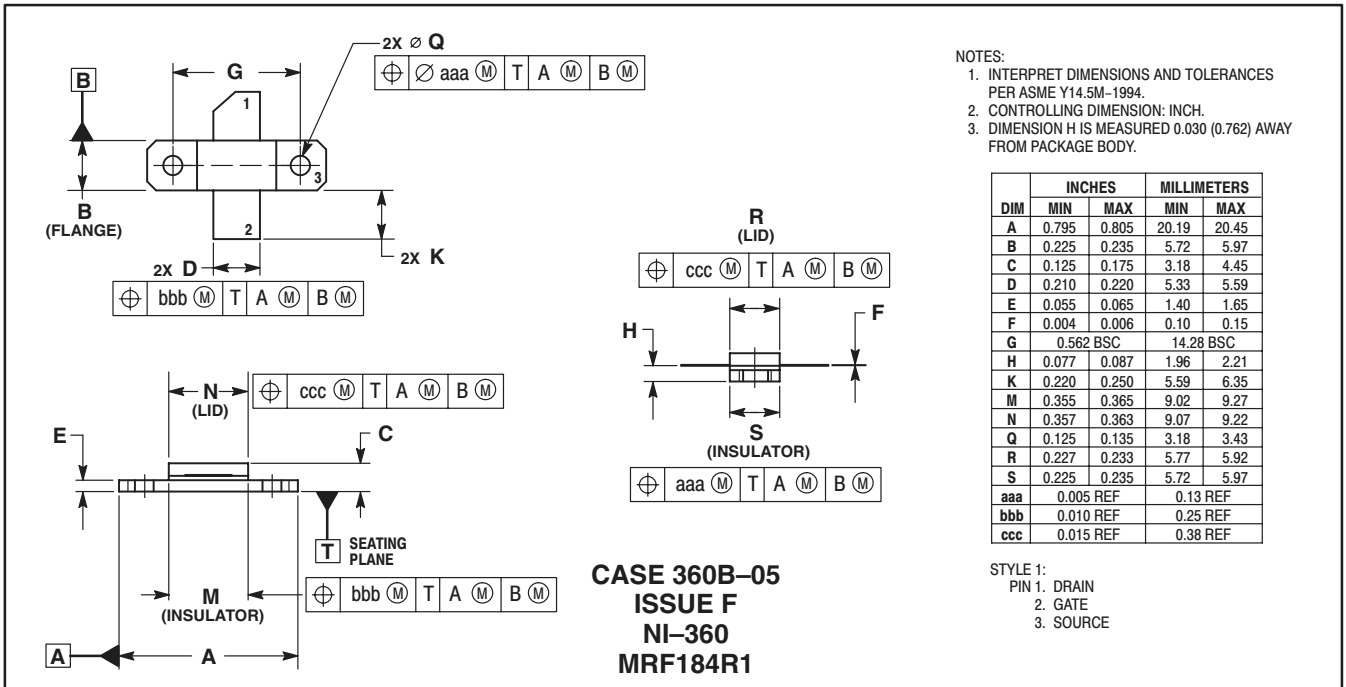 2X ⌀ Q
⌖ ⌀ aaa Ⓜ T A Ⓜ B Ⓜ
B
G
1
3
B
(FLANGE)
2
2X K
2X D
⌖ bbb Ⓜ T A Ⓜ B Ⓜ
R
(LID)
⌖ ccc Ⓜ T A Ⓜ B Ⓜ
H
F
S
(INSULATOR)
⌖ aaa Ⓜ T A Ⓜ B Ⓜ
N
(LID)
⌖ ccc Ⓜ T A Ⓜ B Ⓜ
E
C
T SEATING
PLANE
M
(INSULATOR)
⌖ bbb Ⓜ T A Ⓜ B Ⓜ
A
A
CASE 360B–05
ISSUE F
NI–360
MRF184R1
NOTES:
1. INTERPRET DIMENSIONS AND TOLERANCES
PER ASME Y14.5M–1994.
2. CONTROLLING DIMENSION: INCH.
3. DIMENSION H IS MEASURED 0.030 (0.762) AWAY
FROM PACKAGE BODY.
INCHES MILLIMETERS
DIM MIN MAX MIN MAX
A 0.795 0.805 20.19 20.45
B 0.225 0.235 5.72 5.97
C 0.125 0.175 3.18 4.45
D 0.210 0.220 5.33 5.59
E 0.055 0.065 1.40 1.65
F 0.004 0.006 0.10 0.15
G 0.562 BSC 14.28 BSC
H 0.077 0.087 1.96 2.21
K 0.220 0.250 5.59 6.35
M 0.355 0.365 9.02 9.27
N 0.357 0.363 9.07 9.22
Q 0.125 0.135 3.18 3.43
R 0.227 0.233 5.77 5.92
S 0.225 0.235 5.72 5.97
aaa 0.005 REF 0.13 REF
bbb 0.010 REF 0.25 REF
ccc 0.015 REF 0.38 REF
STYLE 1:
PIN 1. DRAIN
2. GATE
3. SOURCE